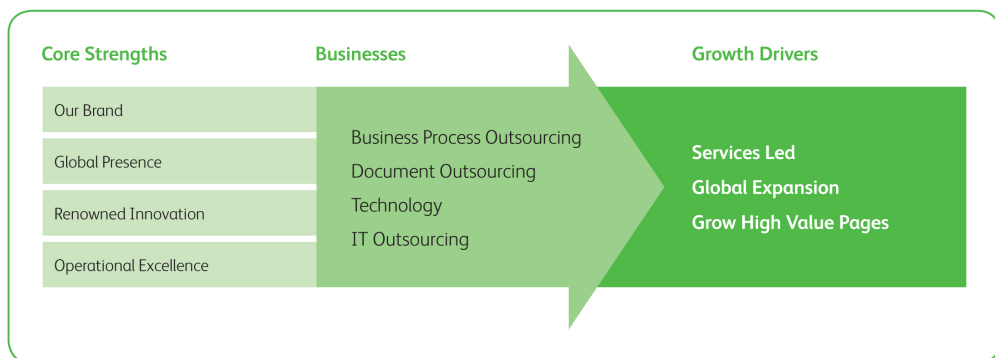 Core Strengths
Our Brand
Global Presence
Renowned Innovation
Operational Excellence
Businesses
Business Process Outsourcing
Document Outsourcing
Technology
IT Outsourcing
Growth Drivers
Services Led
Global Expansion
Grow High Value Pages